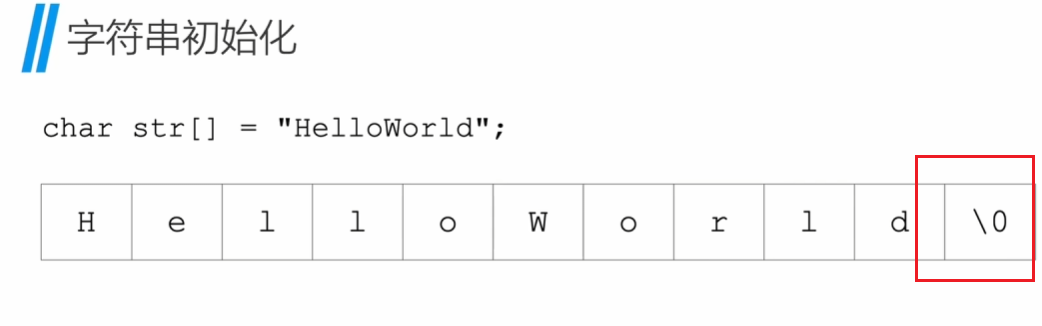 字符串初始化
char str[] = "HelloWorld";
H e l l o W o r l d \0